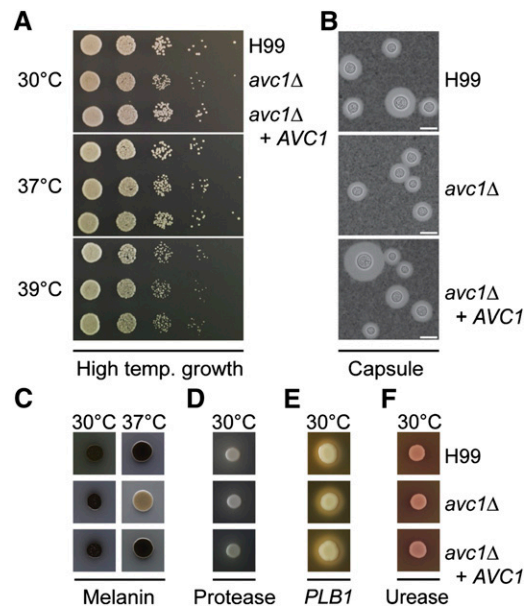 A
B
30°C
H99
avc1Δ
avc1Δ
+ AVC1
37°C
39°C
High temp. growth
H99
avc1Δ
avc1Δ
+ AVC1
Capsule
C
D
E
F
30°C 37°C
30°C
30°C
30°C
H99
avc1Δ
avc1Δ
+ AVC1
Melanin
Protease
PLB1
Urease